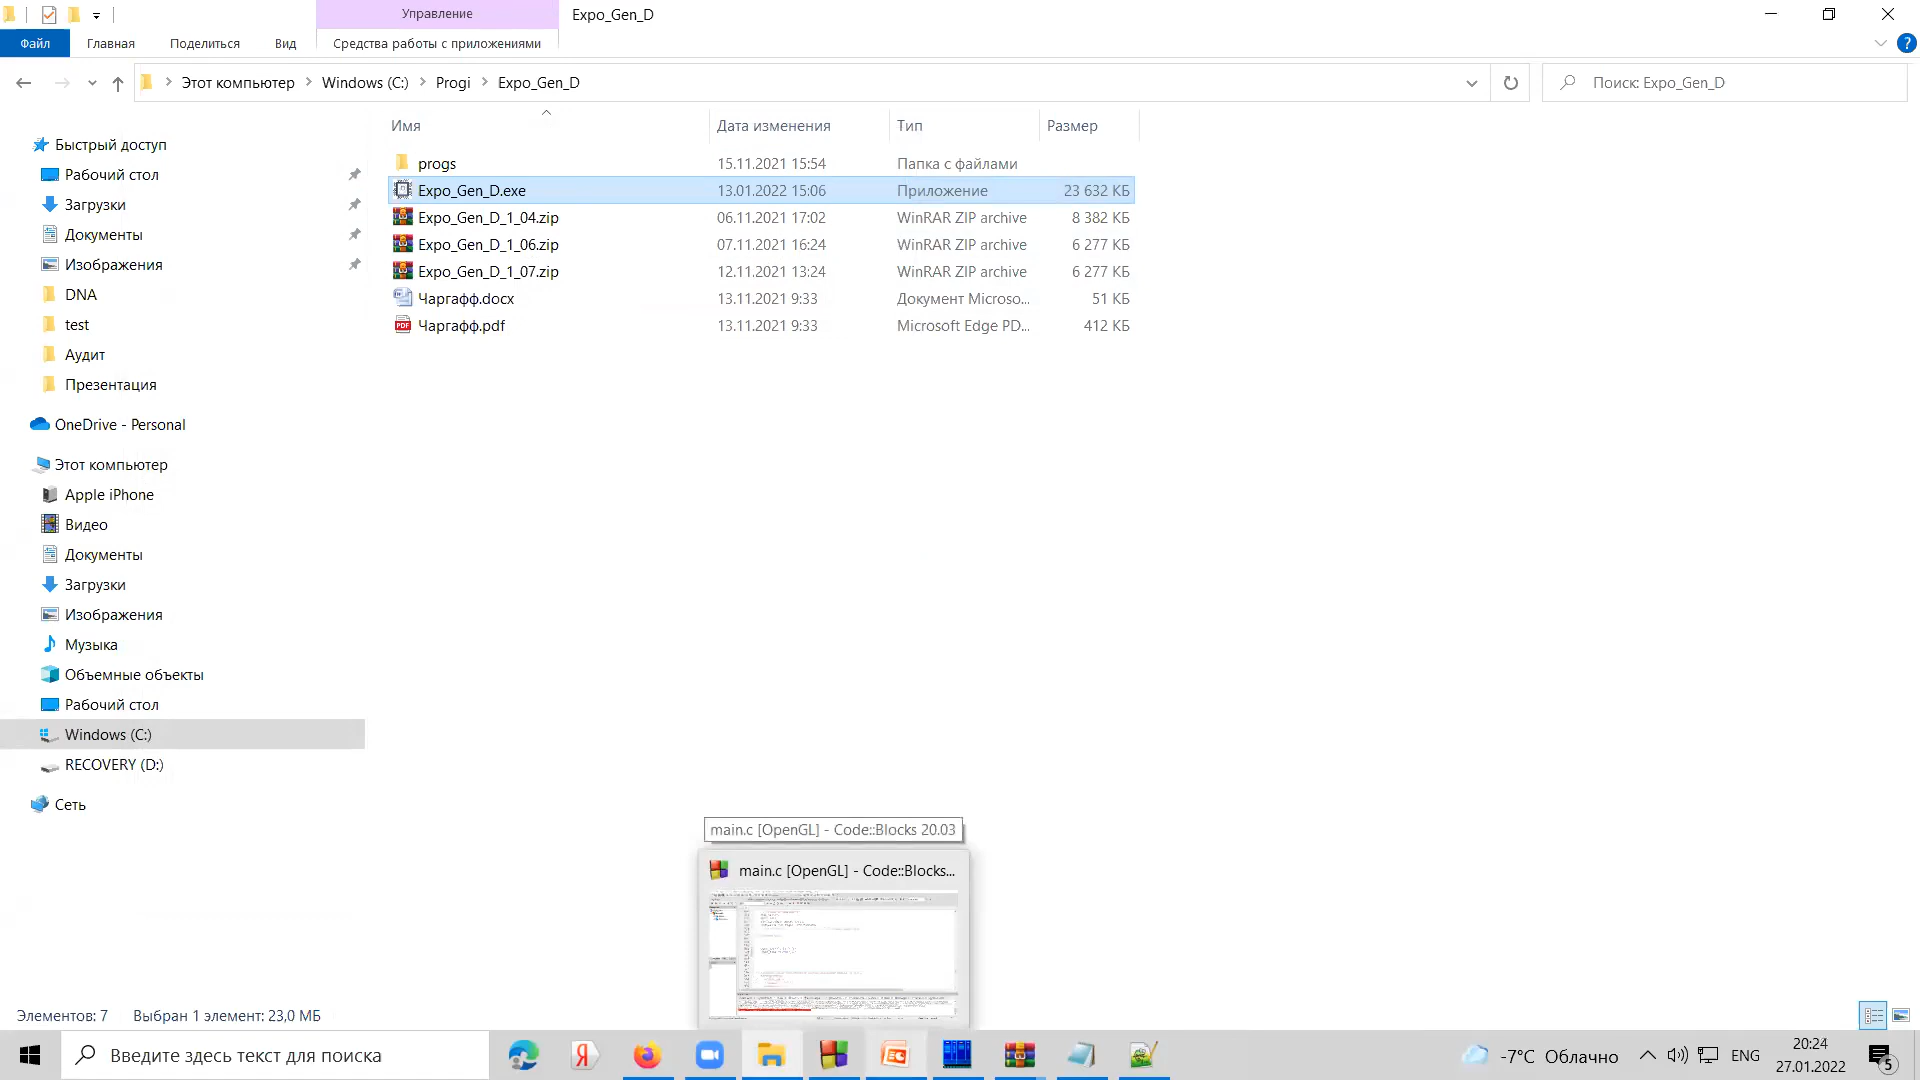 Управление
Expo_Gen_D
Файл
Главная
Поделиться
Вид
Средства работы с приложениями
?
Этот компьютер
Windows (C:)
Progi
Expo_Gen_D
Поиск: Expo_Gen_D
Имя
Дата изменения
Тип
Размер
progs 15.11.2021 15:54 Папка с файлами
Expo_Gen_D.exe 13.01.2022 15:06 Приложение 23 632 КБ
Expo_Gen_D_1_04.zip 06.11.2021 17:02 WinRAR ZIP archive 8 382 КБ
Expo_Gen_D_1_06.zip 07.11.2021 16:24 WinRAR ZIP archive 6 277 КБ
Expo_Gen_D_1_07.zip 12.11.2021 13:24 WinRAR ZIP archive 6 277 КБ
Чаргафф.docx 13.11.2021 9:33 Документ Microso... 51 КБ
Чаргафф.pdf 13.11.2021 9:33 Microsoft Edge PD... 412 КБ
Быстрый доступ
Рабочий стол
Загрузки
Документы
Изображения
DNA
test
Аудит
Презентация
OneDrive - Personal
Этот компьютер
Apple iPhone
Видео
Документы
Загрузки
Изображения
Музыка
Объемные объекты
Рабочий стол
Windows (C:)
RECOVERY (D:)
Сеть
main.c [OpenGL] - Code::Blocks 20.03
main.c [OpenGL] - Code::Blocks...
Элементов: 7
Выбран 1 элемент: 23,0 МБ
Введите здесь текст для поиска
-7°C Облачно
ENG
20:24
27.01.2022
5